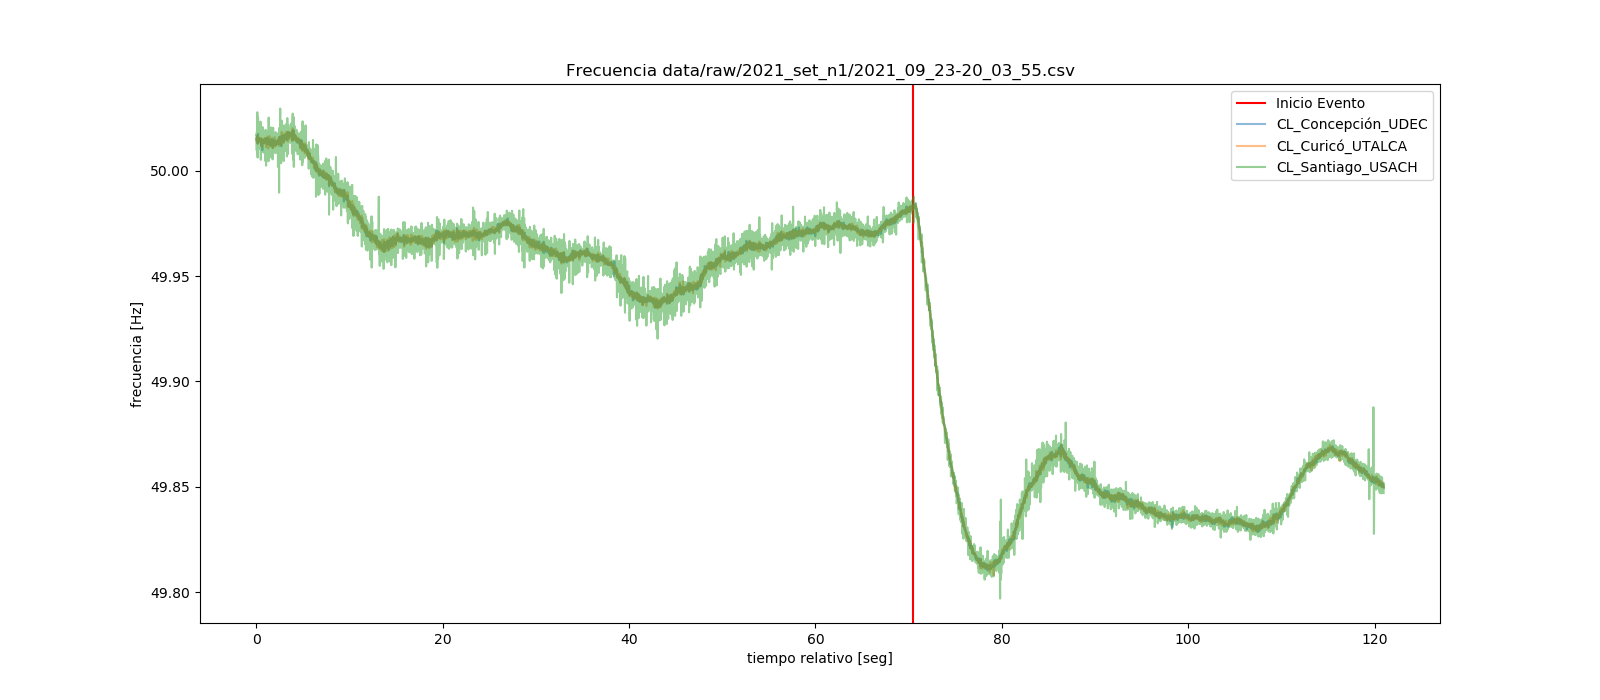 Frecuencia data/raw/2021_set_n1/2021_09_23-20_03_55.csv
Inicio Evento
CL_Concepción_UDEC
CL_Curicó_UTALCA
CL_Santiago_USACH
50.00
49.95
49.90
49.85
49.80
frecuencia [Hz]
0 20 40 60 80 100 120
tiempo relativo [seg]